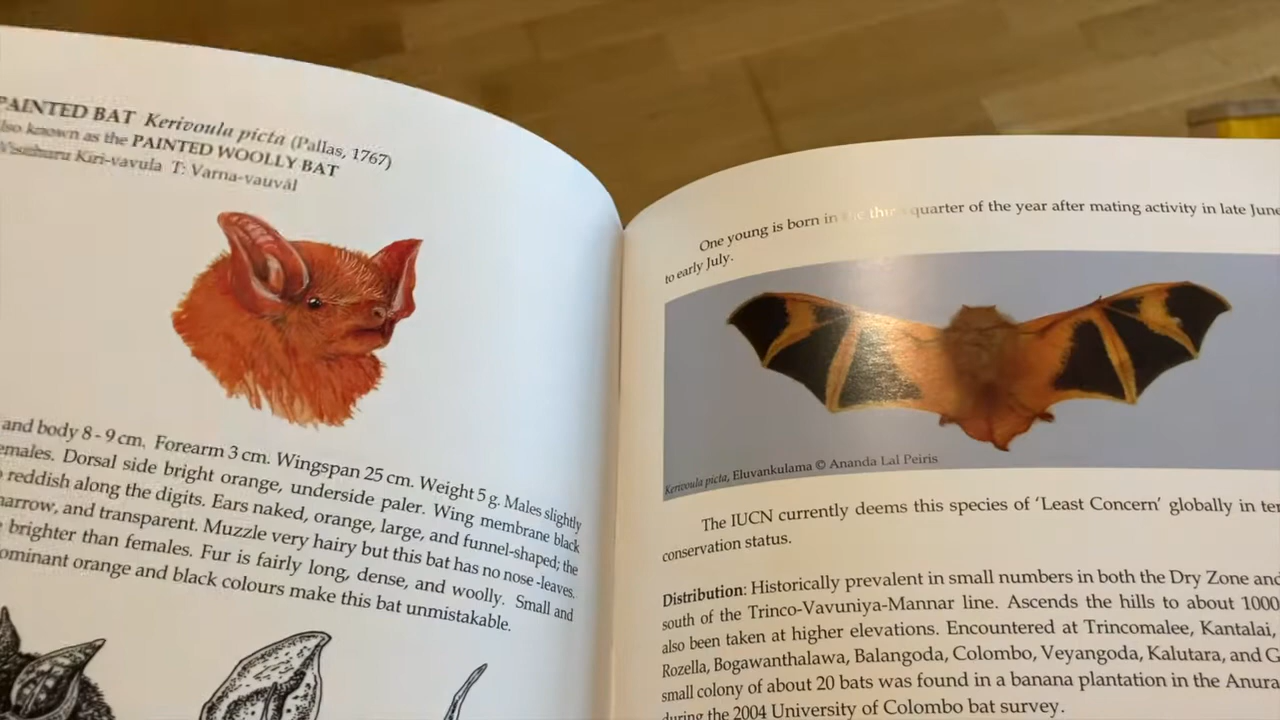 PAINTED BAT Kerivoula picta (Pallas, 1767)
also known as the PAINTED WOOLLY BAT
Kiri-vavula T: Varna-vauvāl
and body 8 - 9 cm. Forearm 3 cm. Wingspan 25 cm. Weight 5 g. Males slightly
females. Dorsal side bright orange, underside paler. Wing membrane black
reddish along the digits. Ears naked, orange, large, and funnel-shaped; the
narrow, and transparent. Muzzle very hairy but this bat has no nose-leaves.
brighter than females. Fur is fairly long, dense, and woolly. Small and
dominant orange and black colours make this bat unmistakable.
One young is born in the third quarter of the year after mating activity in late June
to early July.
Kerivoula picta, Eluvankulama © Ananda Lal Peiris
The IUCN currently deems this species of 'Least Concern' globally in
conservation status.
Distribution: Historically prevalent in small numbers in both the Dry Zone and
south of the Trinco-Vavuniya-Mannar line. Ascends the hills to about 1000
also been taken at higher elevations. Encountered at Trincomalee, Kantalai,
Rozella, Bogawanthalawa, Balangoda, Colombo, Veyangoda, Kalutara, and
small colony of about 20 bats was found in a banana plantation in the
during the 2004 University of Colombo bat survey.